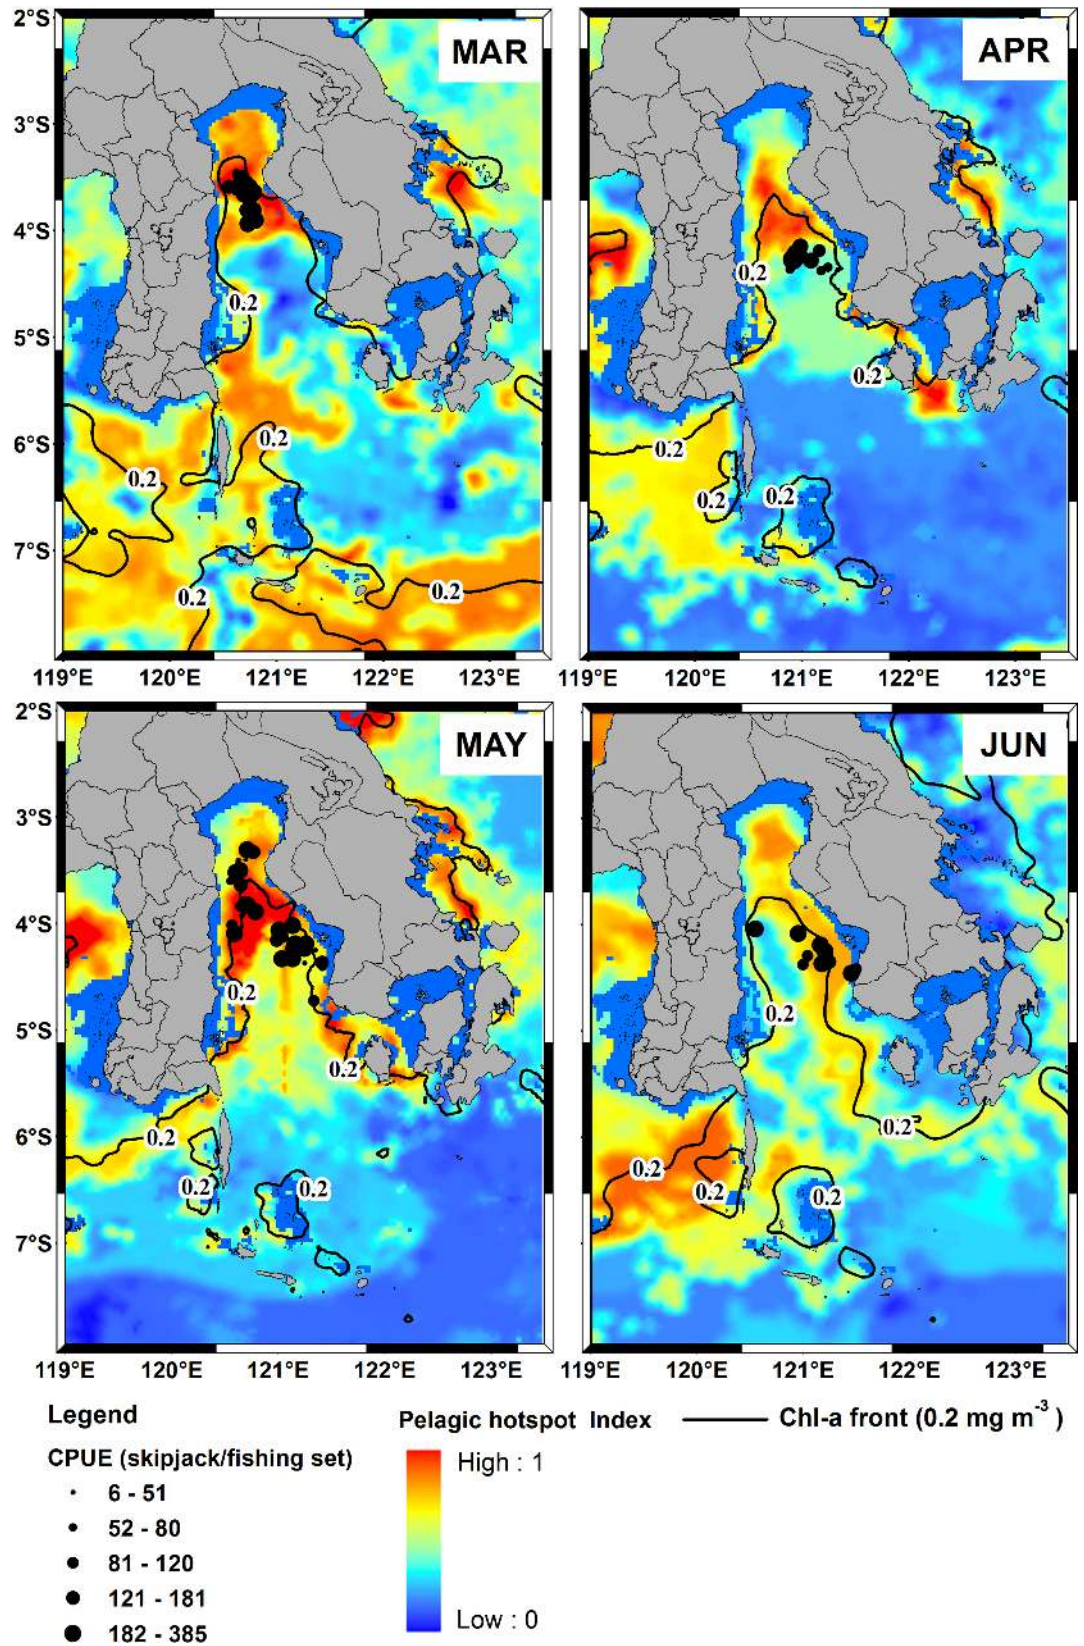 2°S
3°S
4°S
5°S
6°S
7°S
MAR
0.2
0.2
0.2
0.2
0.2
119°E 120°E 121°E 122°E 123°E
APR
0.2
0.2
0.2
0.2
0.2
119°E 120°E 121°E 122°E 123°E
2°S
3°S
4°S
5°S
6°S
7°S
MAY
0.2
0.2
0.2
0.2
0.2
119°E 120°E 121°E 122°E 123°E
JUN
0.2
0.2
0.2
0.2
0.2
119°E 120°E 121°E 122°E 123°E
Legend
CPUE (skipjack/fishing set)
6 - 51
52 - 80
81 - 120
121 - 181
182 - 385
Pelagic hotspot Index
High : 1
Low : 0
Chl-a front (0.2 mg m⁻³ )